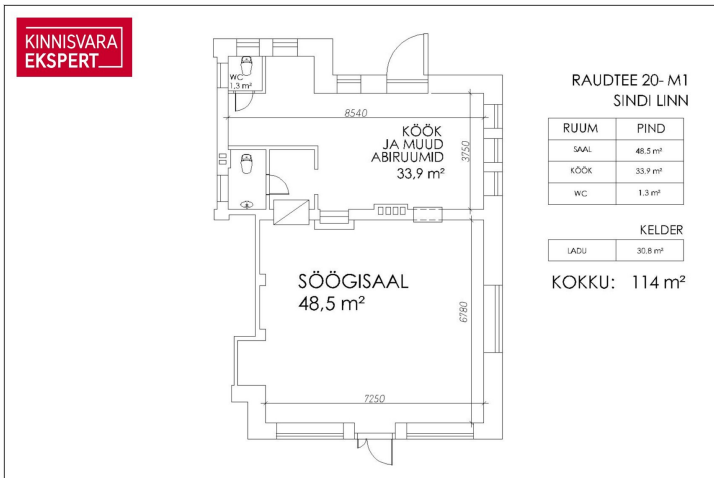 KINNISVARA
EKSPERT
WC
1,3 m²
8540
KÖÖK
JA MUUD
ABIRUUMID
33,9 m²
3750
SÖÖGISAAL
48,5 m²
6780
7250
RAUDTEE 20- M1
SINDI LINN
RUUM PIND
SAAL 48,5 m²
KÖÖK 33,9 m²
WC 1.3 m²
KELDER
LADU 30,8 m²
KOKKU: 114 m²